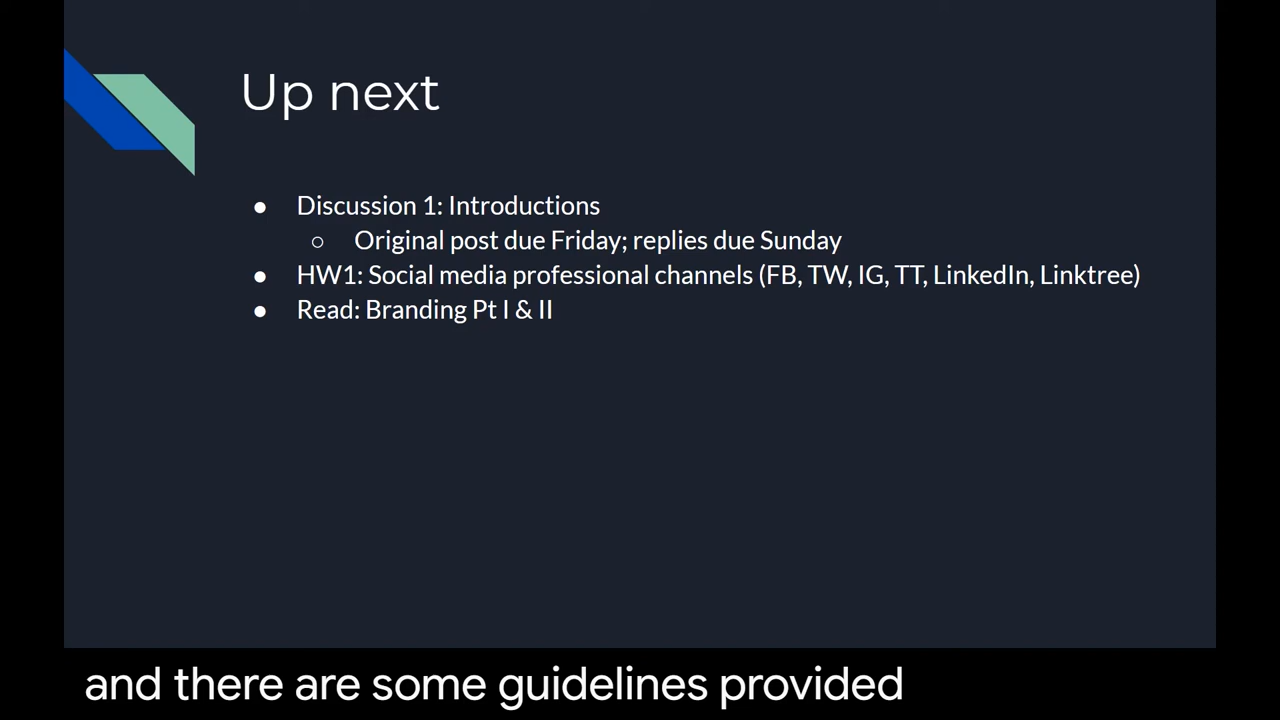 Up next
● Discussion 1: Introductions
○ Original post due Friday; replies due Sunday
● HW1: Social media professional channels (FB, TW, IG, TT, LinkedIn, Linktree)
● Read: Branding Pt I & II
and there are some guidelines provided